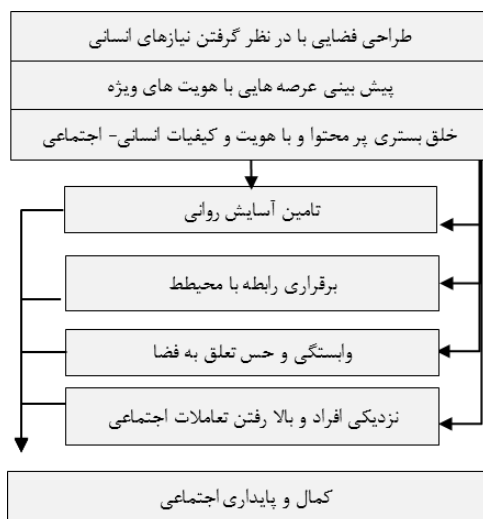 طراحی فضایی با در نظر گرفتن نیازهای انسانی
پیش بینی عرصه هایی با هویت های ویژه
خلق بستری پر محتوا و با هویت و کیفیات انسانی- اجتماعی
تامین آسایش روانی
برقراری رابطه با محیطط
وابستگی و حس تعلق به فضا
نزدیکی افراد و بالا رفتن تعاملات اجتماعی
کمال و پایداری اجتماعی